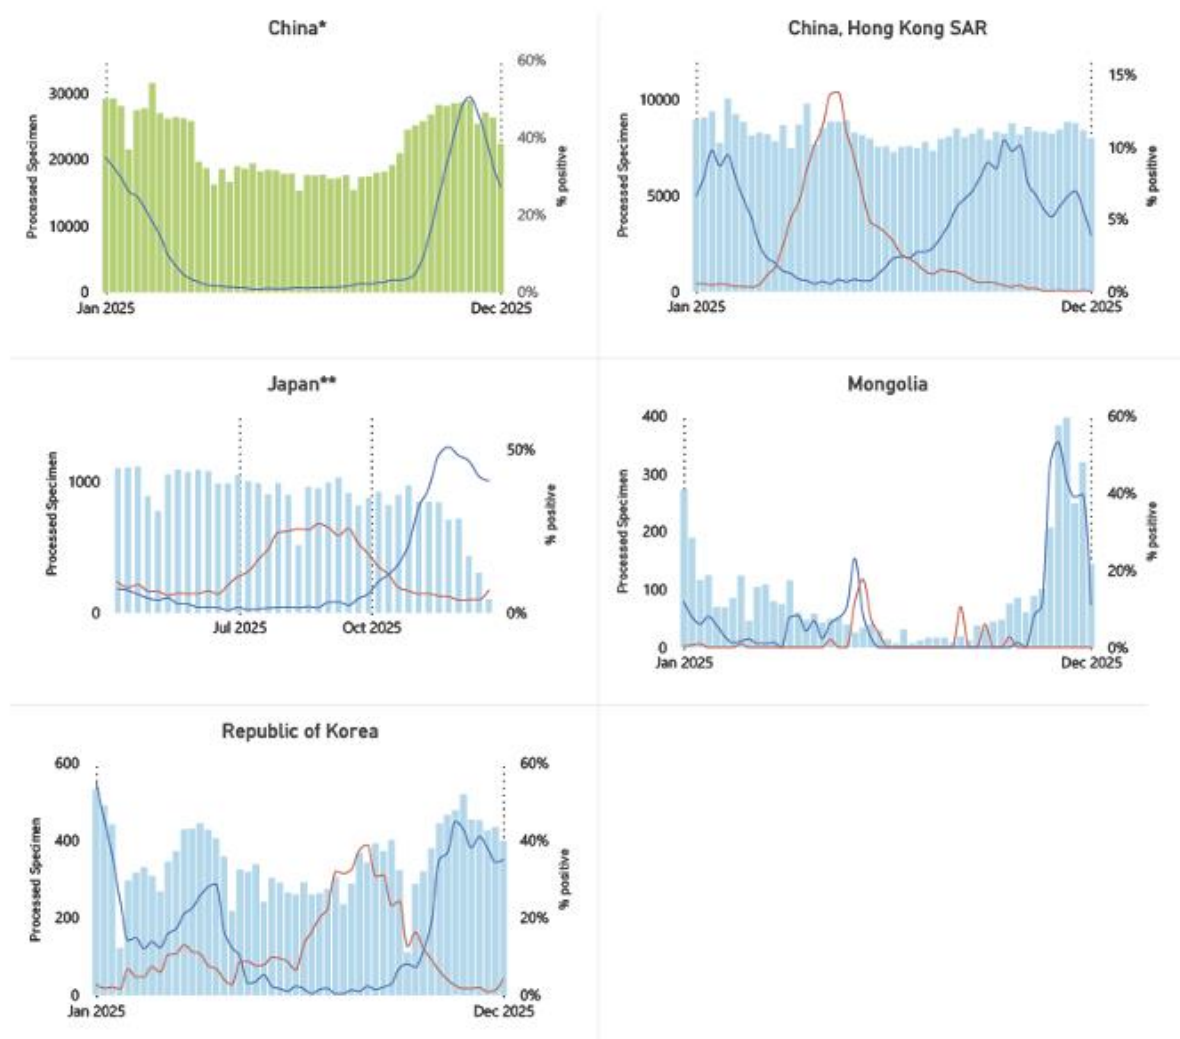 China*
Processed Specimen
30000
20000
10000
0
60%
40%
20%
0%
% positive
Jan 2025
Dec 2025
China, Hong Kong SAR
Processed Specimen
10000
5000
0
15%
10%
5%
0%
% positive
Jan 2025
Dec 2025
Japan**
Processed Specimen
1000
0
50%
0%
% positive
Jul 2025
Oct 2025
Mongolia
Processed Specimen
400
300
200
100
0
60%
40%
20%
0%
% positive
Jan 2025
Dec 2025
Republic of Korea
Processed Specimen
600
400
200
0
60%
40%
20%
0%
% positive
Jan 2025
Dec 2025